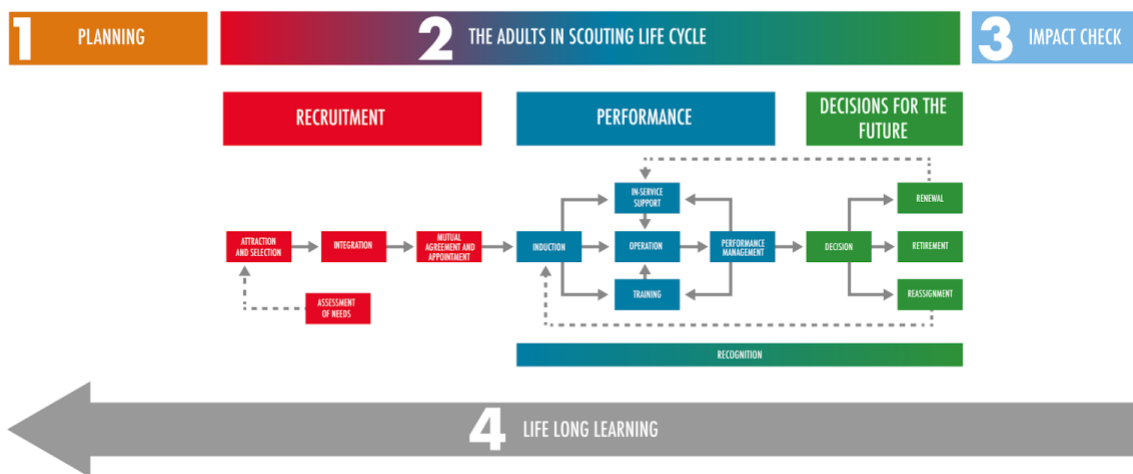 1 PLANNING
2 THE ADULTS IN SCOUTING LIFE CYCLE
3 IMPACT CHECK
RECRUITMENT
PERFORMANCE
DECISIONS FOR THE
FUTURE
IN-SERVICE
SUPPORT
RENEWAL
ATTRACTION
AND SELECTION
INTEGRATION
MUTUAL
AGREEMENT AND
APPOINTMENT
INDUCTION
OPERATION
PERFORMANCE
MANAGEMENT
DECISION
RETIREMENT
ASSESSMENT
OF NEEDS
TRAINING
REASSIGNMENT
RECOGNITION
4 LIFE LONG LEARNING